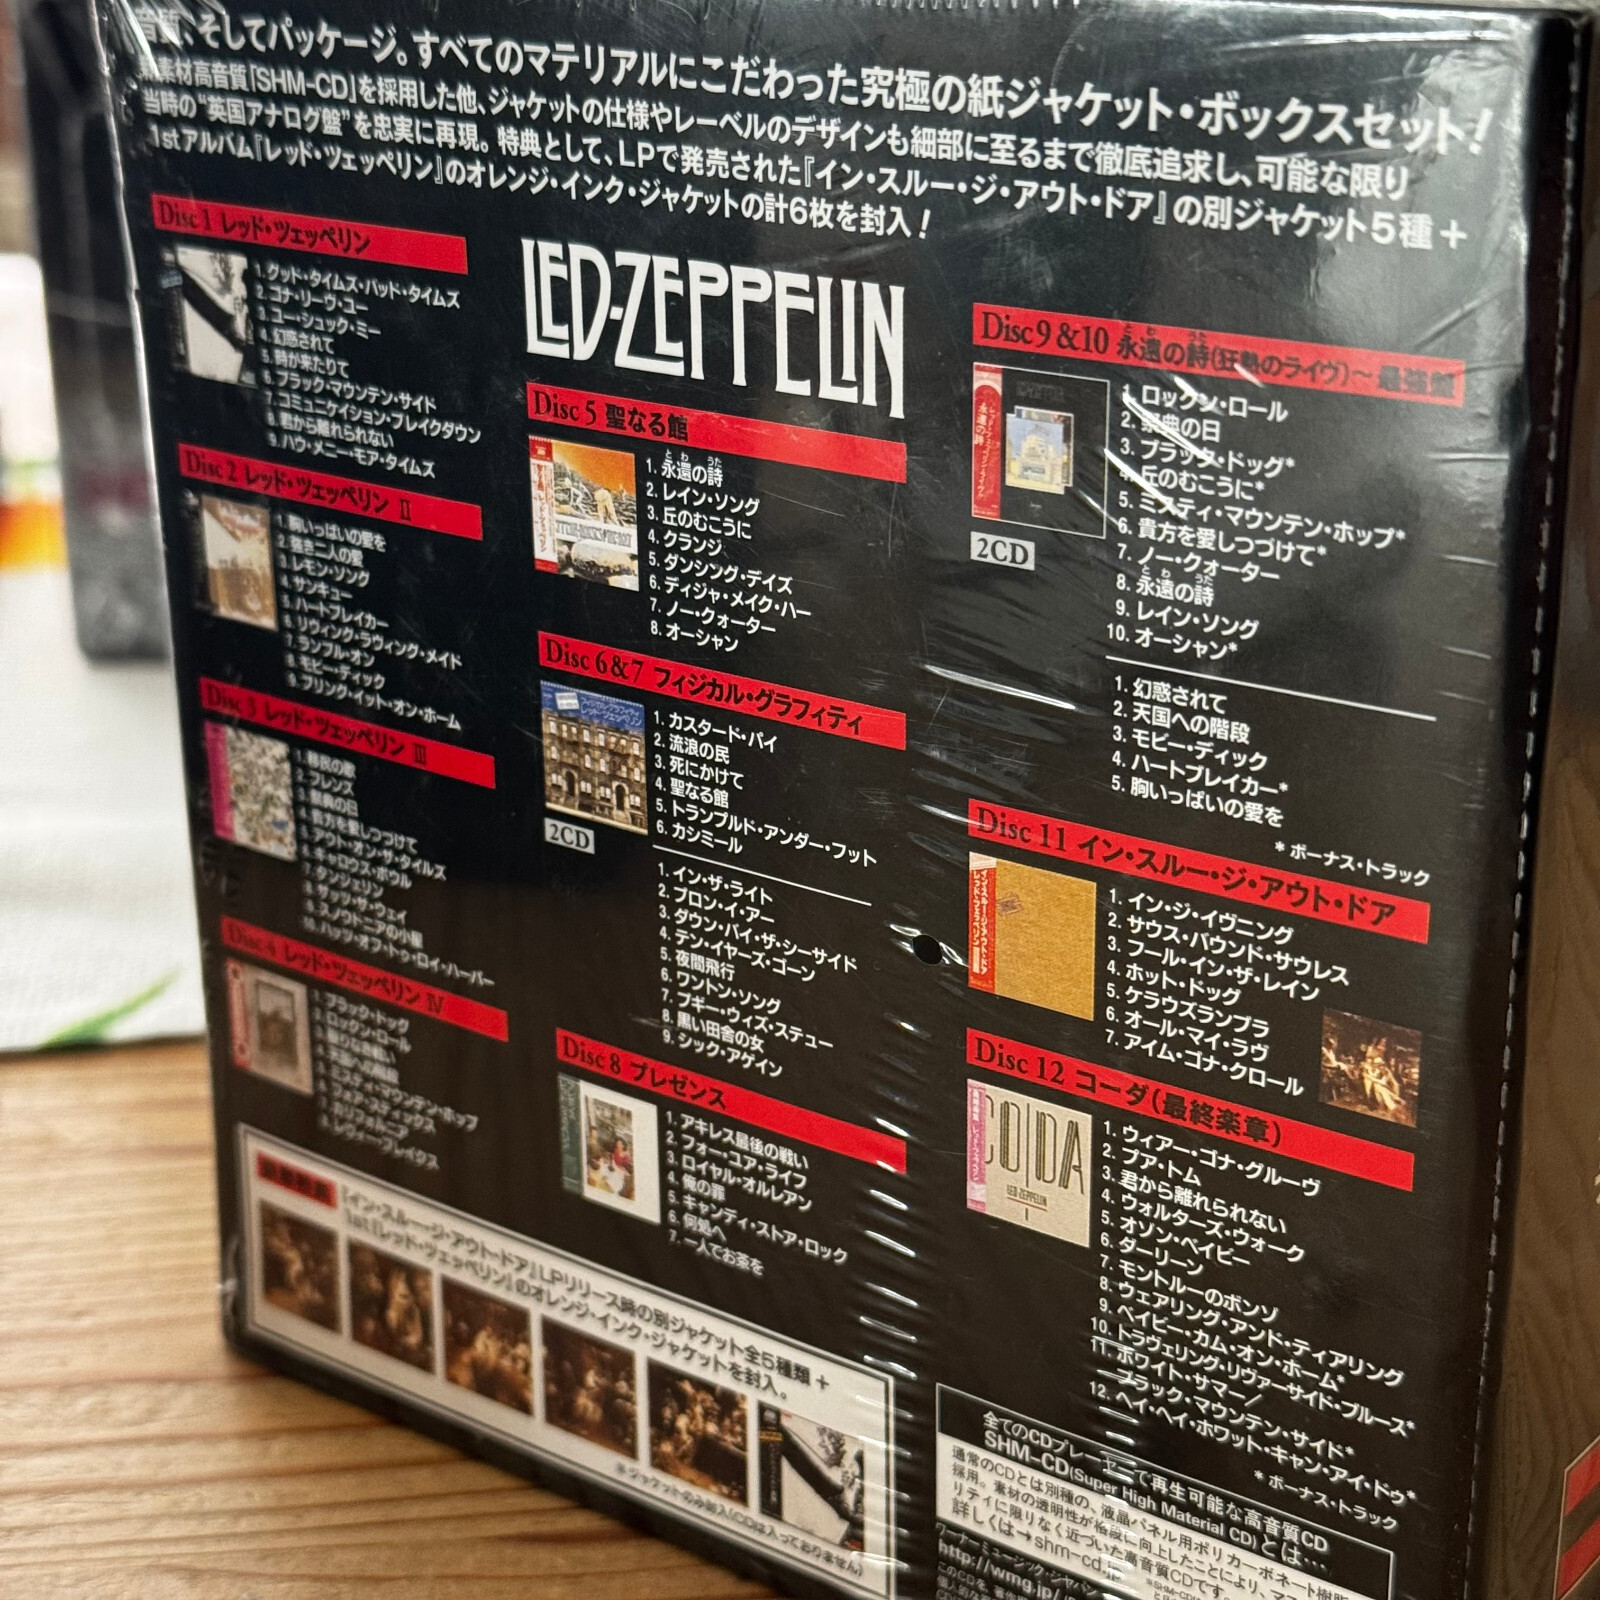 音質、そしてパッケージ。すべてのマテリアルにこだわった究極の紙ジャケット・ボックスセット!
素材高音質「SHM-CD」を採用した他、ジャケットの仕様やレーベルのデザインも細部に至るまで徹底追求し、可能な限り
当時の"英国アナログ盤"を忠実に再現。特典として、LPで発売された『イン・スルー・ジ・アウト・ドア』の別ジャケット5種+
1stアルバム『レッド・ツェッペリン』のオレンジ・インク・ジャケットの計6枚を封入!
LED-ZEPPELIN
Disc 1 レッド・ツェッペリン
1. グッド・タイムズ・バッド・タイムズ
2. ゴナ・リーヴ・ユー
3. ユー・シュック・ミー
4. 幻惑されて
5. 時が来たりて
6. ブラック・マウンテン・サイド
7. コミュニケイション・ブレイクダウン
8. 君から離れられない
9. ハウ・メニー・モア・タイムズ
Disc 2 レッド・ツェッペリン II
1. 胸いっぱいの愛を
2. 強き二人の愛
3. レモン・ソング
4. サンキュー
5. ハートブレイカー
6. リヴィング・ラヴィング・メイド
7. ランブル・オン
8. モビー・ディック
9. ブリング・イット・オン・ホーム
Disc 3 レッド・ツェッペリン III
1. 移民の歌
2. フレンズ
3. 祭典の日
4. 貴方を愛しつづけて
5. アウト・オン・ザ・タイルズ
6. ギャロウズ・ポウル
7. タンジェリン
8. ザッツ・ザ・ウェイ
9. スノウドニアの小屋
10. ハッツ・オフ・トゥ・ロイ・ハーパー
Disc 4 レッド・ツェッペリン IV
1. ブラック・ドッグ
2. ロックン・ロール
3. 限りなき戦い
4. 天国への階段
5. ミスティ・マウンテン・ホップ
6. フォア・スティックス
7. カリフォルニア
8. レヴィー・ブレイクス
Disc 5 聖なる館
1. 永遠の詩
とわ うた
2. レイン・ソング
3. 丘のむこうに
4. クランジ
5. ダンシング・デイズ
6. ディジャ・メイク・ハー
7. ノー・クォーター
8. オーシャン
Disc 6&7 フィジカル・グラフィティ
2CD
1. カスタード・パイ
2. 流浪の民
3. 死にかけて
4. 聖なる館
5. トランプルド・アンダー・フット
6. カシミール
1. イン・ザ・ライト
2. ブロン・イ・アー
3. ダウン・バイ・ザ・シーサイド
4. テン・イヤーズ・ゴーン
5. 夜間飛行
6. ワントン・ソング
7. ブギー・ウィズ・ステュー
8. 黒い田舎の女
9. シック・アゲイン
Disc 8 プレゼンス
1. アキレス最後の戦い
2. フォー・ユア・ライフ
3. ロイヤル・オルレアン
4. 俺の罪
5. キャンディ・ストア・ロック
6. 何処へ
7. 一人でお茶を
Disc 9&10 永遠の詩(狂熱のライヴ)~最強盤
とわ うた
2CD
1. ロックン・ロール
2. 祭典の日
3. ブラック・ドッグ*
4. 丘のむこうに*
5. ミスティ・マウンテン・ホップ*
6. 貴方を愛しつづけて*
7. ノー・クォーター
8. 永遠の詩
とわ うた
9. レイン・ソング
10. オーシャン*
1. 幻惑されて
2. 天国への階段
3. モビー・ディック
4. ハートブレイカー*
5. 胸いっぱいの愛を
* ボーナス・トラック
Disc 11 イン・スルー・ジ・アウト・ドア
1. イン・ジ・イヴニング
2. サウス・バウンド・サウレス
3. フール・イン・ザ・レイン
4. ホット・ドッグ
5. ケラウズランブラ
6. オール・マイ・ラヴ
7. アイム・ゴナ・クロール
Disc 12 コーダ(最終楽章)
CODA
LED-ZEPPELIN
1. ウィアー・ゴナ・グルーヴ
2. プア・トム
3. 君から離れられない
4. ウォルターズ・ウォーク
5. オゾン・ベイビー
6. ダーリーン
7. モントルーのボンゾ
8. ウェアリング・アンド・ティアリング
9. ベイビー・カム・オン・ホーム*
10. トラヴェリング・リヴァーサイド・ブルース*
11. ホワイト・サマー/
ブラック・マウンテン・サイド*
12. ヘイ・ヘイ・ホワット・キャン・アイ・ドゥ*
* ボーナス・トラック
『イン・スルー・ジ・アウト・ドア』LPリリース時の別ジャケット全5種類+
1st『レッド・ツェッペリン』のオレンジ・インク・ジャケットを封入。
※ジャケットのみ封入(CDは入っておりません)
全てのCDプレーヤーで再生可能な高音質CD
SHM-CD(Super High Material CD)とは…
通常のCDとは別種の、液晶パネル用ポリカーボネート樹脂
採用。素材の透明性が格段に向上したことにより、マス
リティに限りなく近づいた高音質CDです
詳しくは→shm-cd.
ワーナーミュージック・ジャパン
http://wmg.jp/